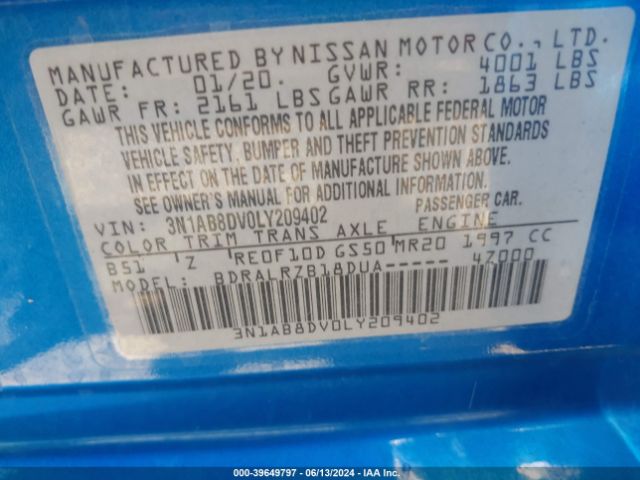 MANUFACTURED BY NISSAN MOTOR CO., LTD.
DATE: 01/20. GVWR: 4001 LBS
GAWR FR: 2161 LBS GAWR RR: 1863 LBS
THIS VEHICLE CONFORMS TO ALL APPLICABLE FEDERAL MOTOR
VEHICLE SAFETY, BUMPER AND THEFT PREVENTION STANDARDS
IN EFFECT ON THE DATE OF MANUFACTURE SHOWN ABOVE.
SEE OWNER'S MANUAL FOR ADDITIONAL INFORMATION.
VIN: 3N1AB8DV0LY209402 PASSENGER CAR.
COLOR TRIM TRANS AXLE ENGINE
B51 Z RE0F10D GS50 MR20 1997 CC
MODEL: BDRALRZB18DUA----- 47000
3N1AB8DV0LY209402
000-39649797 - 06/13/2024 - IAA Inc.